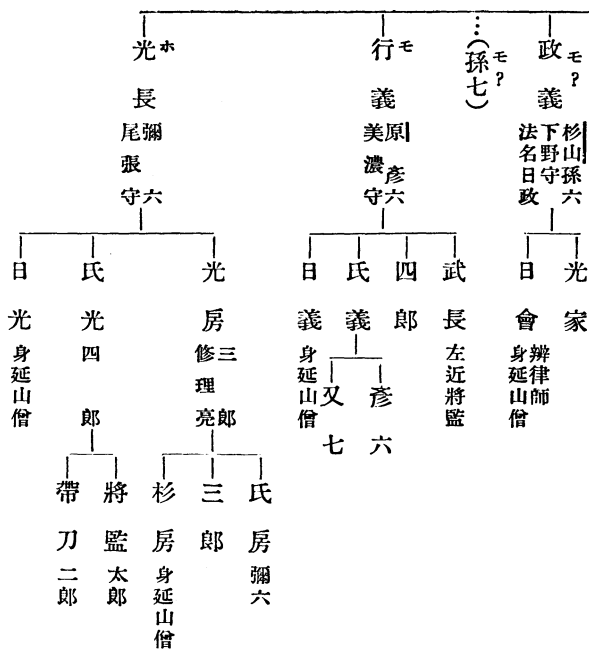 モ?
政義
杉山孫六
下野守
法名日政
モ?
…(孫七)
モ
行義
原彥六
美濃守
ホ
光長
彌六
尾張守
光家
日會
辨律師
身延山僧
武長
左近將監
四郎
氏義
日義
身延山僧
彥六
又七
光房
三郎
修理亮
氏光
四郎
日光
身延山僧
氏房
彌六
三郎
杉房
身延山僧
將監
太郎
帶刀
二郎